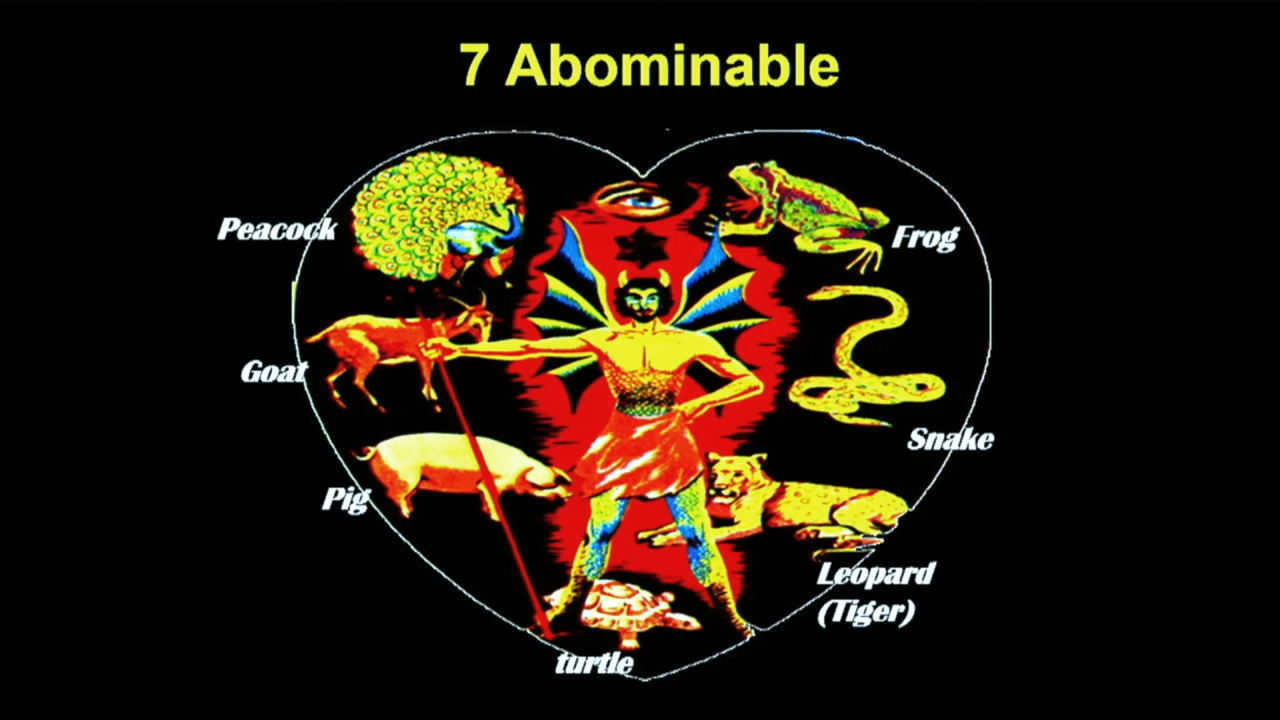 7 Abominable
Peacock
Frog
Goat
Snake
Pig
Leopard
(Tiger)
turtle